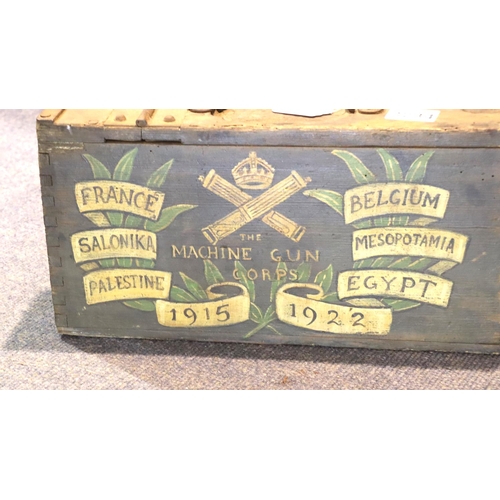 FRANCE
SALONIKA
PALESTINE
THE
MACHINE GUN
CORPS
BELGIUM
MESOPOTAMIA
EGYPT
1915 1922